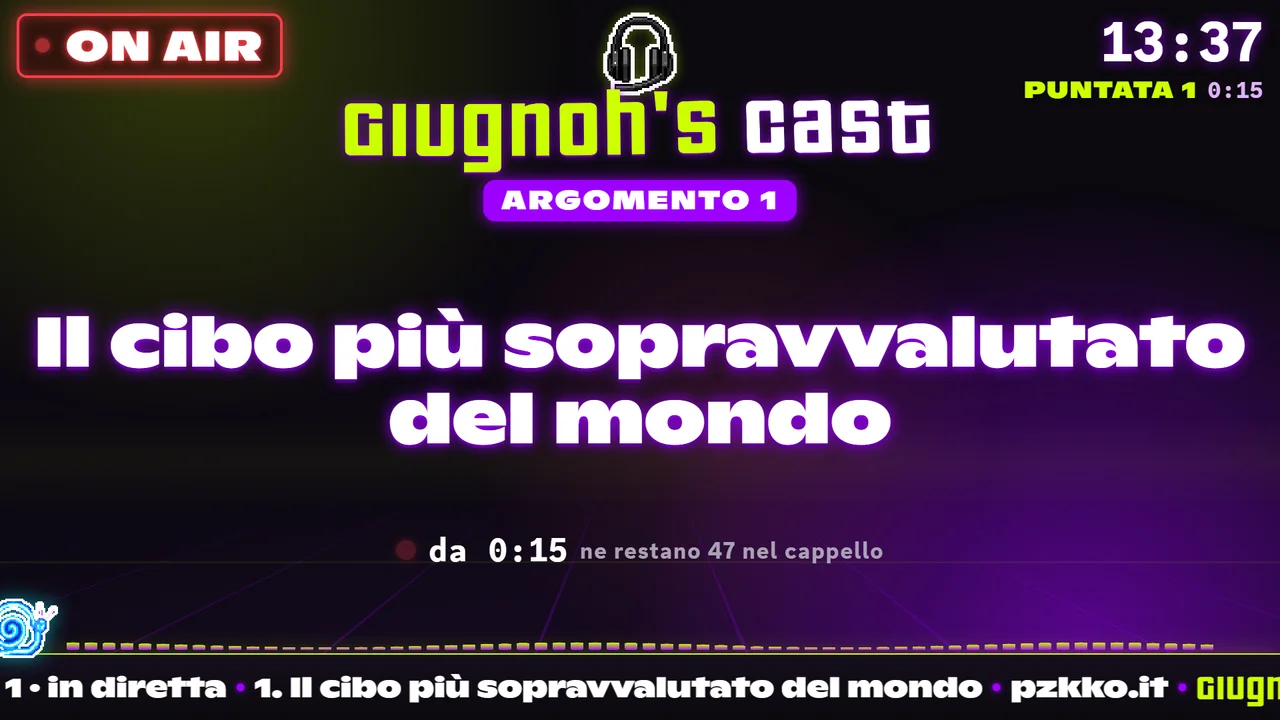 ON AIR
13:37
PUNTATA 1 0:15
GIUGNOH'S CAST
ARGOMENTO 1
Il cibo più sopravvalutato
del mondo
da 0:15 ne restano 47 nel cappello
1 • in diretta • 1. Il cibo più sopravvalutato del mondo • pzkko.it • GIUGN